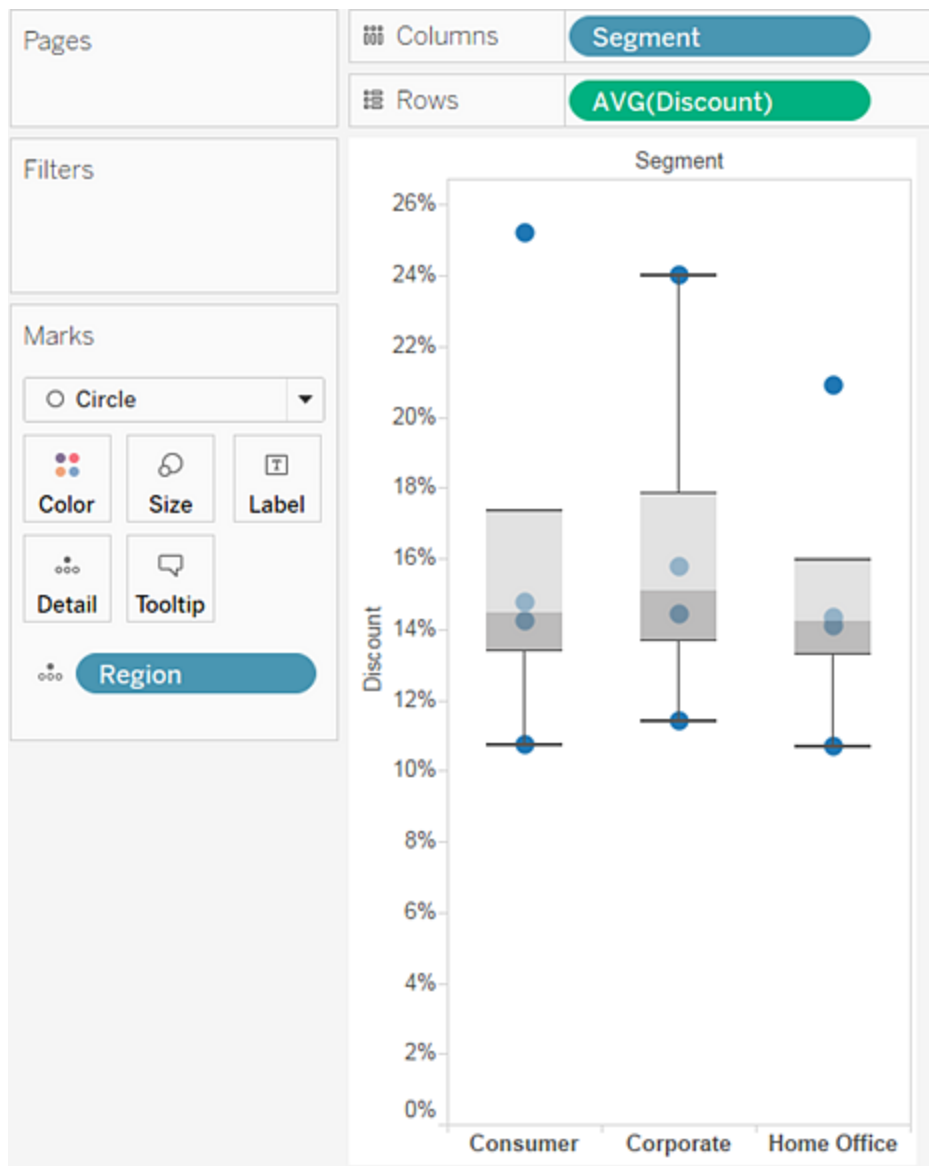 Pages
Columns
Segment
Rows
AVG(Discount)
Filters
Marks
Circle
Color
Size
Label
Detail
Tooltip
Region
Segment
26%
24%
22%
20%
18%
16%
14%
12%
10%
8%
6%
4%
2%
0%
Discount
Consumer
Corporate
Home Office